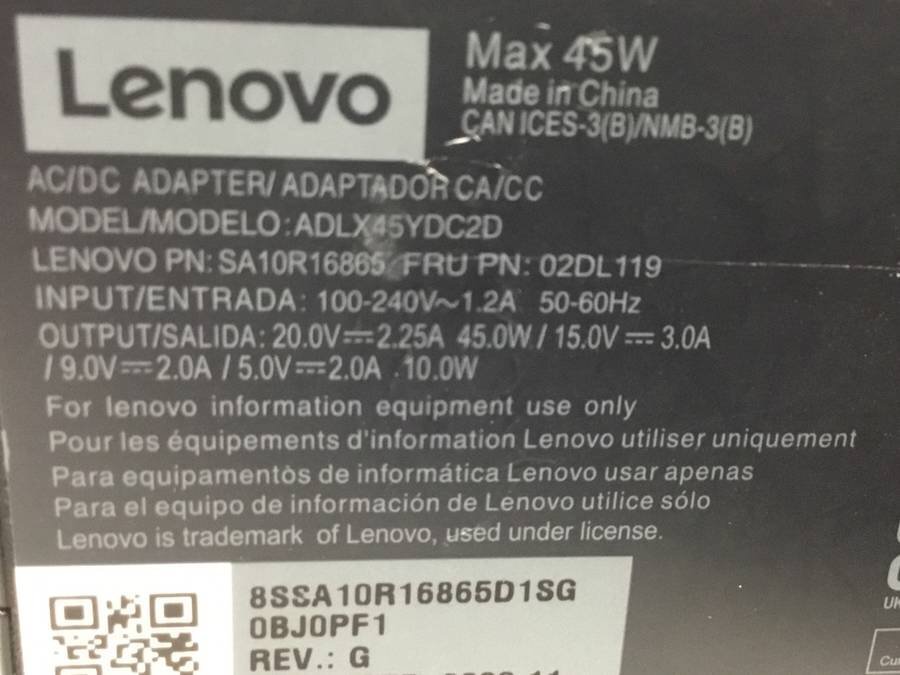 Lenovo
Max 45W
Made in China
CAN ICES-3(B)/NMB-3(B)
AC/DC ADAPTER/ ADAPTADOR CA/CC
MODEL/MODELO:ADLX45YDC2D
LENOVO PN: SA10R16865 FRU PN: 02DL119
INPUT/ENTRADA: 100-240V~1.2A 50-60Hz
OUTPUT/SALIDA: 20.0V⎓2.25A 45.0W / 15.0V⎓3.0A
/ 9.0V⎓2.0A / 5.0V⎓2.0A 10.0W
For lenovo information equipment use only
Pour les équipements d'information Lenovo utiliser uniquement
Para equipamentos de informática Lenovo usar apenas
Para el equipo de información de Lenovo utilice sólo
Lenovo is trademark of Lenovo, used under license.
8SSA10R16865D1SG
0BJ0PF1
REV.: G